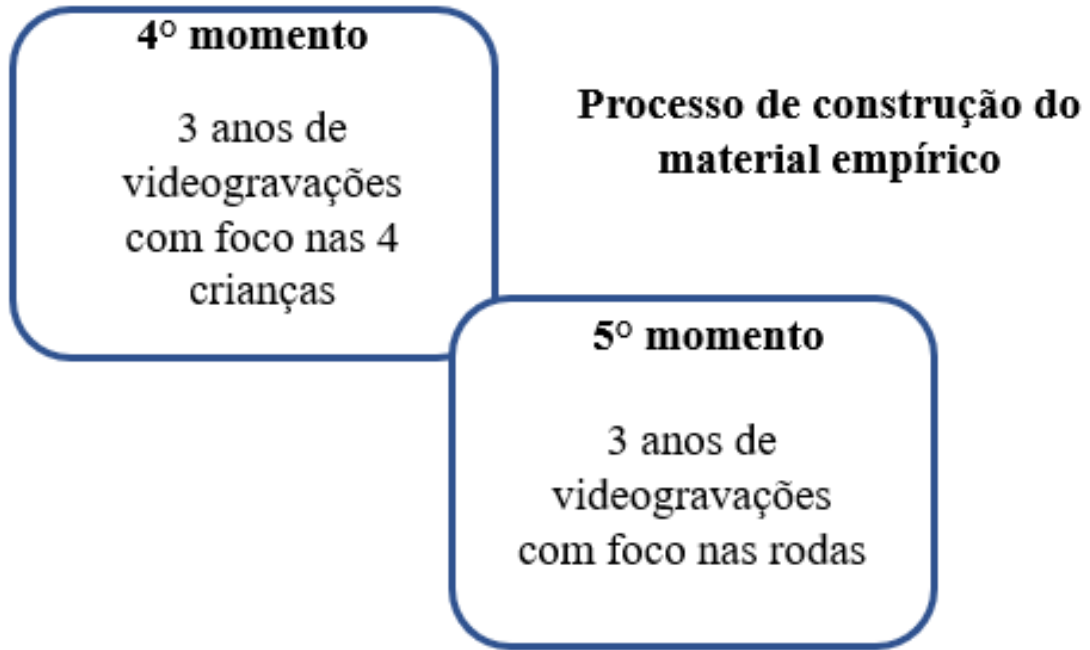 4º momento
3 anos de
videogravações
com foco nas 4
crianças
Processo de construção do
material empírico
5º momento
3 anos de
videogravações
com foco nas rodas